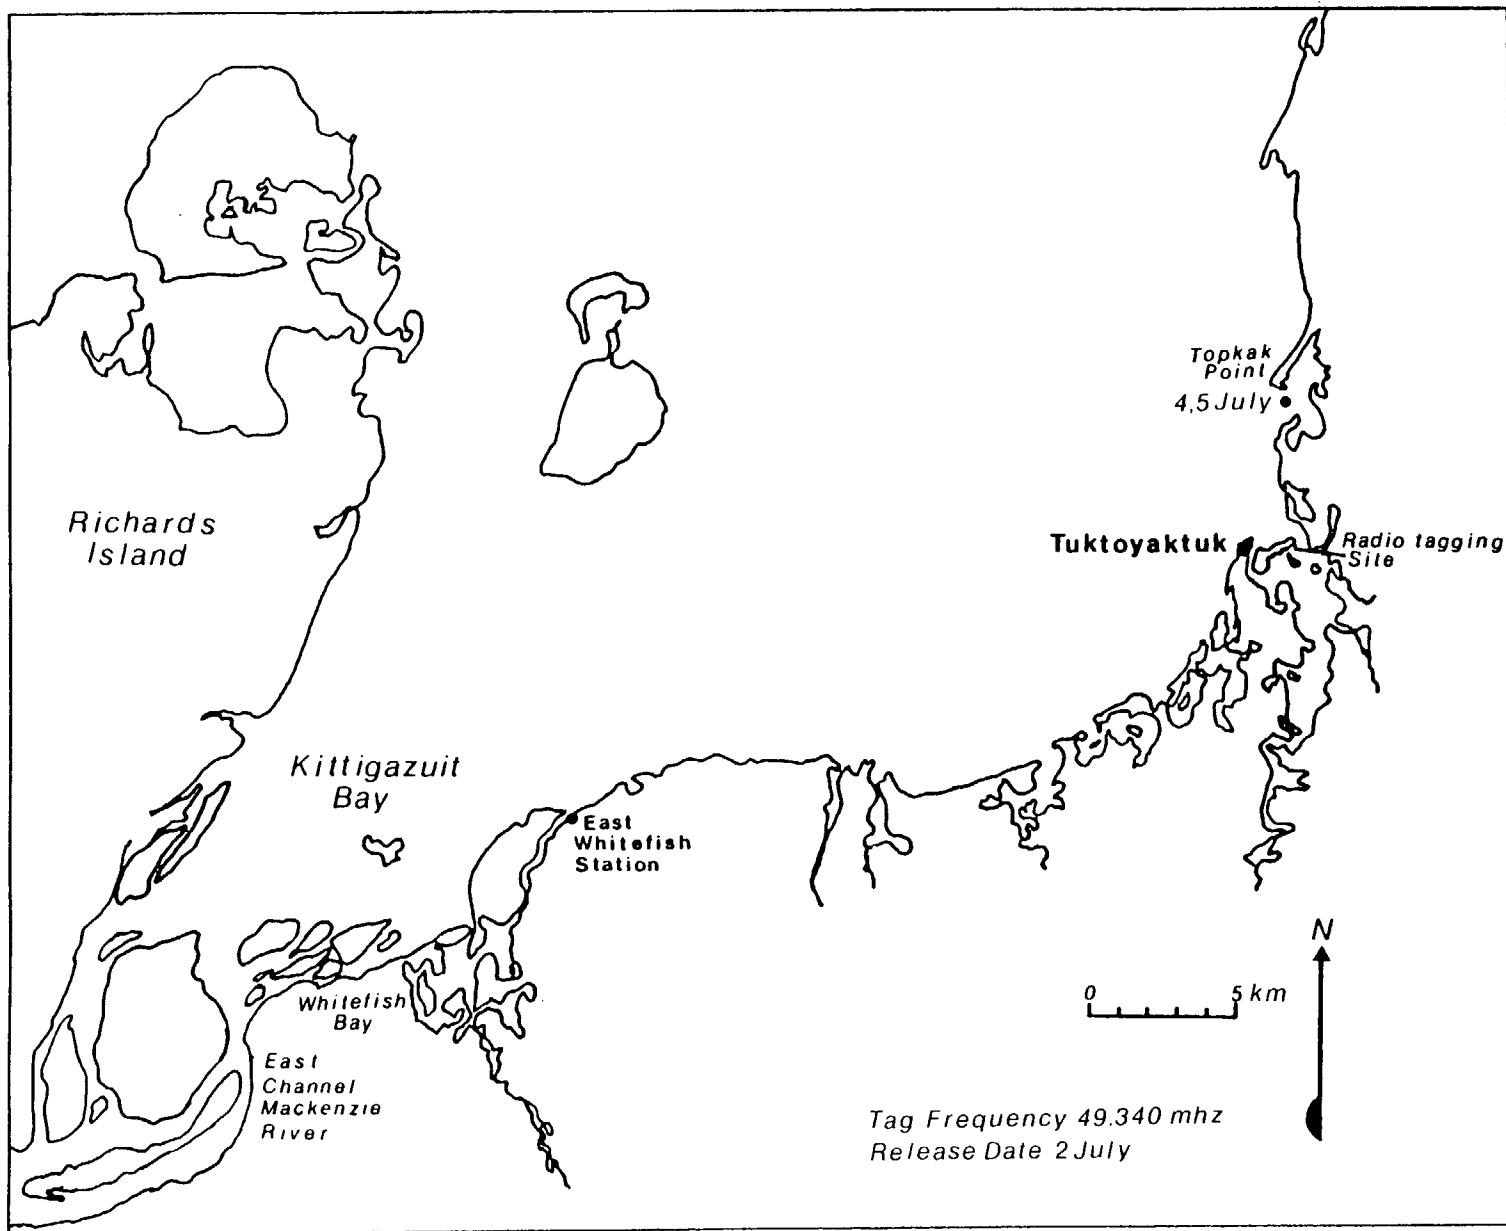 Topkak
Point
4,5 July
Richards
Island
Tuktoyaktuk
Radio tagging
Site
Kittigazuit
Bay
East
Whitefish
Station
N
0 5 km
Whitefish
Bay
East
Channel
Mackenzie
River
Tag Frequency 49.340 mhz
Release Date 2 July